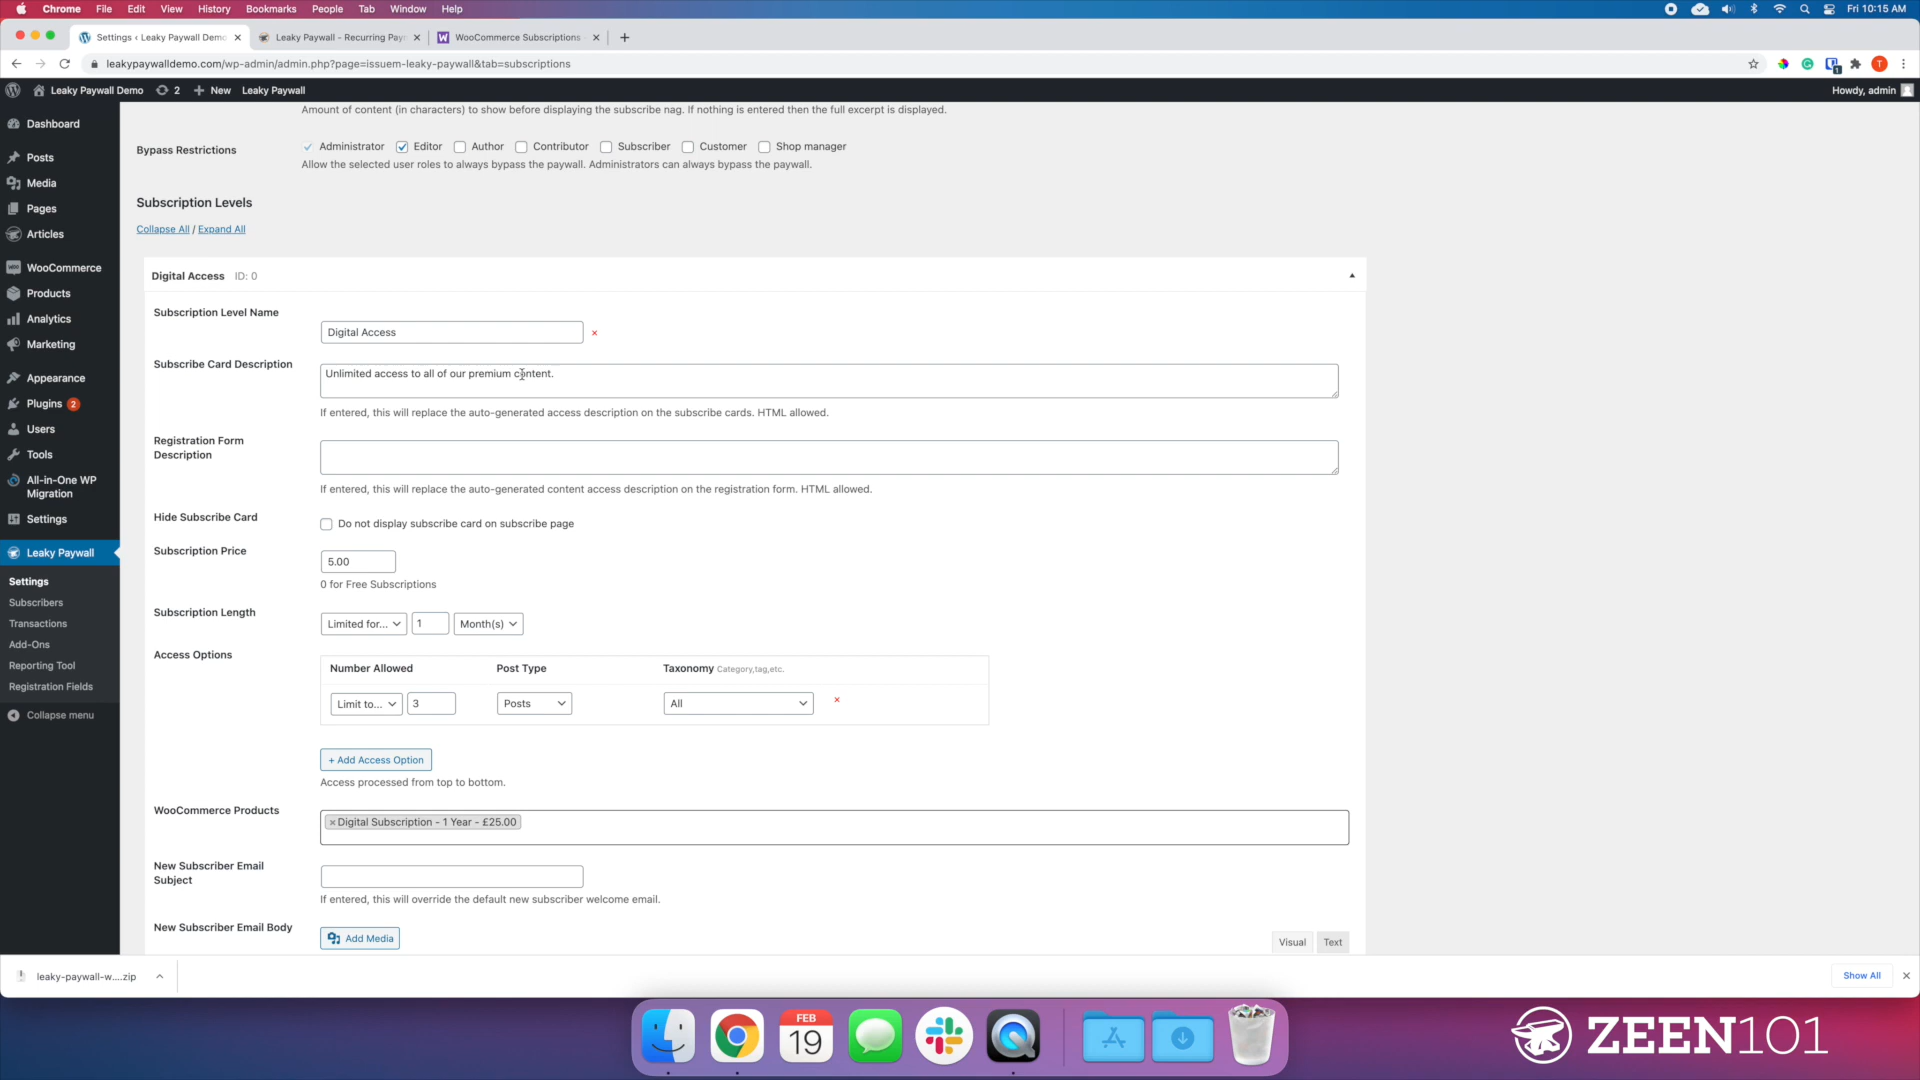 Chrome File Edit View History Bookmarks People Tab Window Help Fri 10:15 AM
Settings ‹ Leaky Paywall Demo Leaky Paywall - Recurring Paym WooCommerce Subscriptions
leakypaywalldemo.com/wp-admin/admin.php?page=issuem-leaky-paywall&tab=subscriptions
Leaky Paywall Demo 2 New Leaky Paywall Howdy, admin
Dashboard
Posts
Media
Pages
Articles
WooCommerce
Products
Analytics
Marketing
Appearance
Plugins 2
Users
Tools
All-in-One WP
Migration
Settings
Leaky Paywall
Settings
Subscribers
Transactions
Add-Ons
Reporting Tool
Registration Fields
Collapse menu
Amount of content (in characters) to show before displaying the subscribe nag. If nothing is entered then the full excerpt is displayed.
Bypass Restrictions Administrator Editor Author Contributor Subscriber Customer Shop manager
Allow the selected user roles to always bypass the paywall. Administrators can always bypass the paywall.
Subscription Levels
Collapse All / Expand All
Digital Access ID: 0
Subscription Level Name
Digital Access
Subscribe Card Description
Unlimited access to all of our premium content.
If entered, this will replace the auto-generated access description on the subscribe cards. HTML allowed.
Registration Form
Description
If entered, this will replace the auto-generated content access description on the registration form. HTML allowed.
Hide Subscribe Card Do not display subscribe card on subscribe page
Subscription Price
5.00
0 for Free Subscriptions
Subscription Length
Limited for... 1 Month(s)
Access Options
Number Allowed Post Type Taxonomy Category,tag,etc.
Limit to... 3 Posts All
+ Add Access Option
Access processed from top to bottom.
WooCommerce Products
×Digital Subscription - 1 Year - £25.00
New Subscriber Email
Subject
If entered, this will override the default new subscriber welcome email.
New Subscriber Email Body
Add Media Visual Text
leaky-paywall-w....zip Show All
FEB
19
ZEEN101